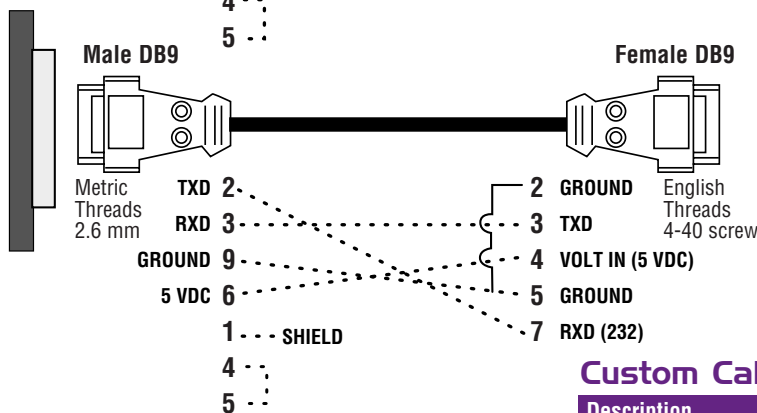 4
5
Male DB9
Female DB9
Metric
Threads
2.6 mm
TXD 2
RXD 3
GROUND 9
5 VDC 6
1 SHIELD
4
5
2 GROUND
3 TXD
4 VOLT IN (5 VDC)
5 GROUND
7 RXD (232)
English
Threads
4-40 screw
Custom Cal
Description